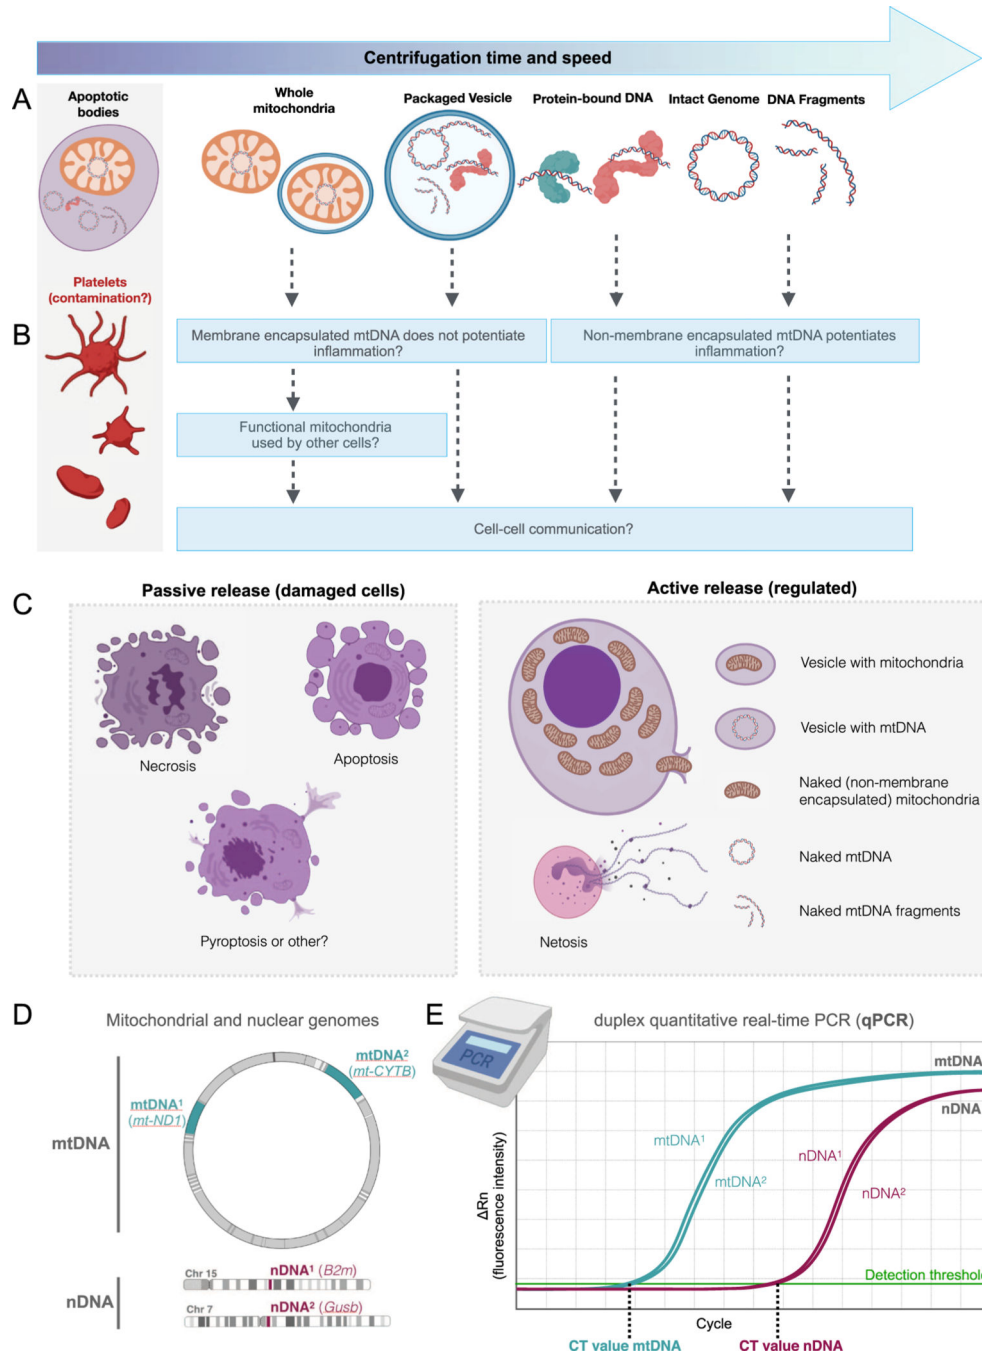 Centrifugation time and speed
A
Apoptotic
bodies
Whole
mitochondria
Packaged Vesicle
Protein-bound DNA
Intact Genome
DNA Fragments
Platelets
(contamination?)
B
Membrane encapsulated mtDNA does not potentiate
inflammation?
Non-membrane encapsulated mtDNA potentiates
inflammation?
Functional mitochondria
used by other cells?
Cell-cell communication?
C
Passive release (damaged cells)
Necrosis
Apoptosis
Pyroptosis or other?
Active release (regulated)
Vesicle with mitochondria
Vesicle with mtDNA
Naked (non-membrane
encapsulated) mitochondria
Naked mtDNA
Naked mtDNA fragments
Netosis
D
Mitochondrial and nuclear genomes
mtDNA
mtDNA¹
(mt-ND1)
mtDNA²
(mt-CYTB)
nDNA
Chr 15
nDNA¹ (B2m)
Chr 7
nDNA² (Gusb)
E
PCR
duplex quantitative real-time PCR (qPCR)
ΔRn
(fluorescence intensity)
mtDNA
nDNA
mtDNA¹
mtDNA²
nDNA¹
nDNA²
Detection threshold
Cycle
CT value mtDNA
CT value nDNA